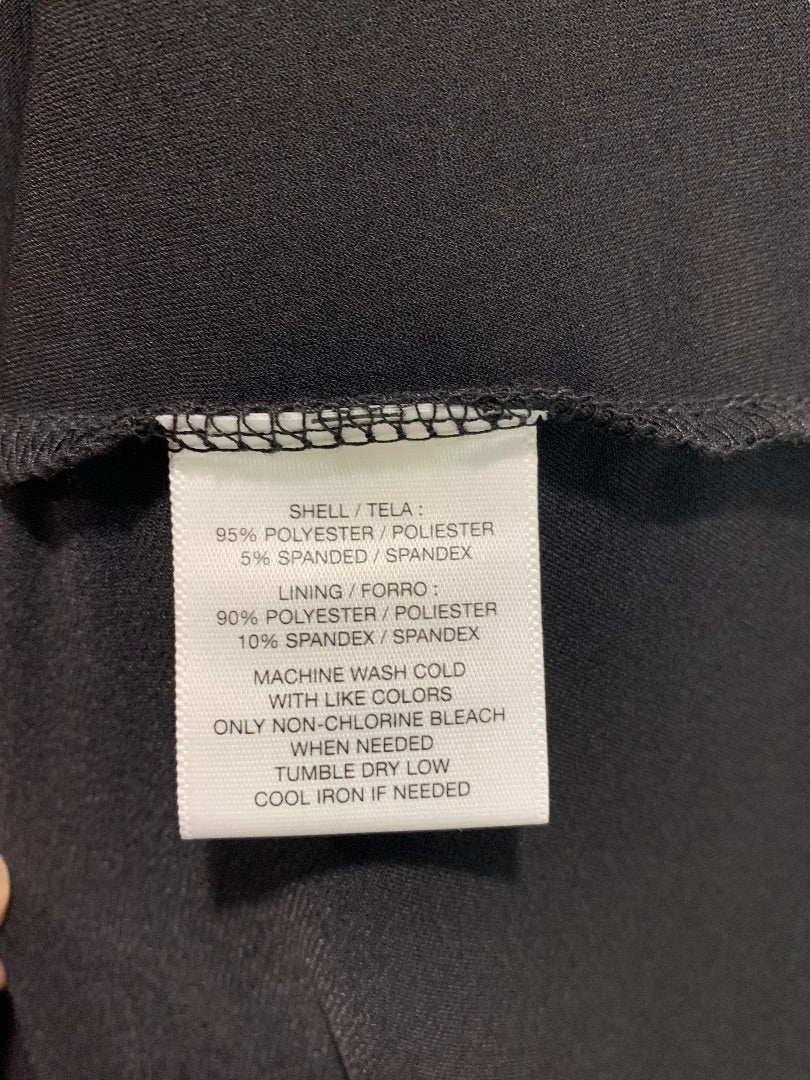 SHELL / TELA :
95% POLYESTER / POLIESTER
5% SPANDED / SPANDEX
LINING / FORRO :
90% POLYESTER / POLIESTER
10% SPANDEX / SPANDEX
MACHINE WASH COLD
WITH LIKE COLORS
ONLY NON-CHLORINE BLEACH
WHEN NEEDED
TUMBLE DRY LOW
COOL IRON IF NEEDED